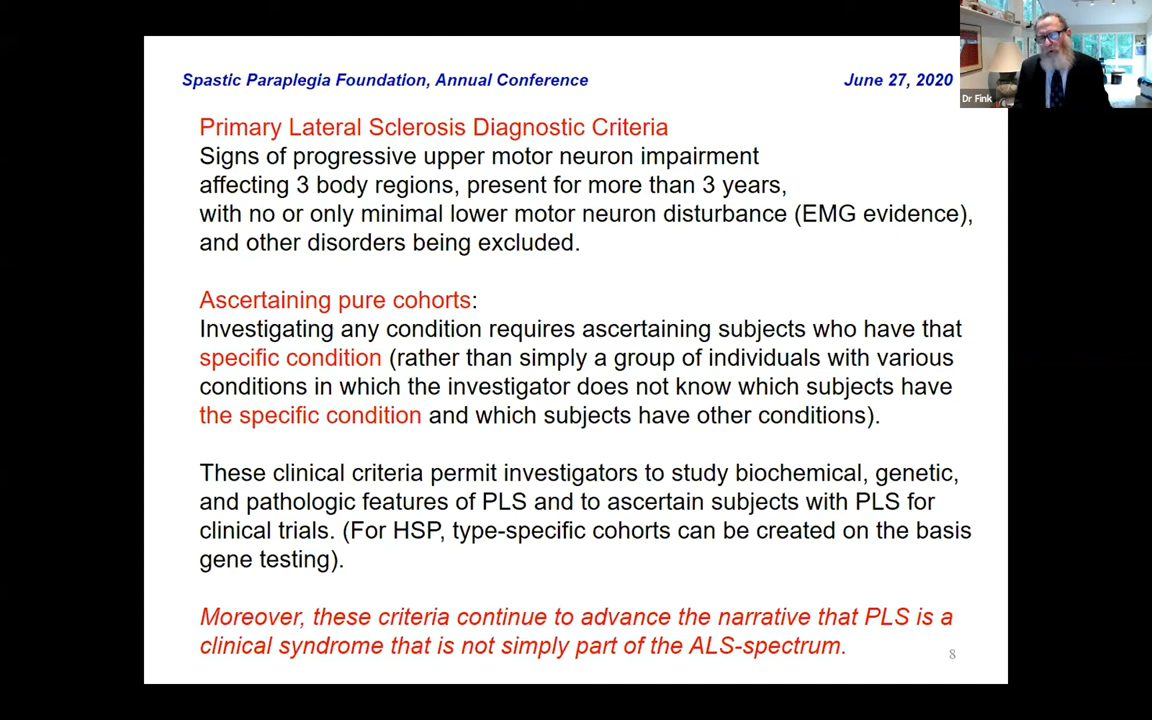 Spastic Paraplegia Foundation, Annual Conference June 27, 2020
Dr Fink
Primary Lateral Sclerosis Diagnostic Criteria
Signs of progressive upper motor neuron impairment
affecting 3 body regions, present for more than 3 years,
with no or only minimal lower motor neuron disturbance (EMG evidence),
and other disorders being excluded.
Ascertaining pure cohorts:
Investigating any condition requires ascertaining subjects who have that
specific condition (rather than simply a group of individuals with various
conditions in which the investigator does not know which subjects have
the specific condition and which subjects have other conditions).
These clinical criteria permit investigators to study biochemical, genetic,
and pathologic features of PLS and to ascertain subjects with PLS for
clinical trials. (For HSP, type-specific cohorts can be created on the basis
gene testing).
Moreover, these criteria continue to advance the narrative that PLS is a
clinical syndrome that is not simply part of the ALS-spectrum.
8